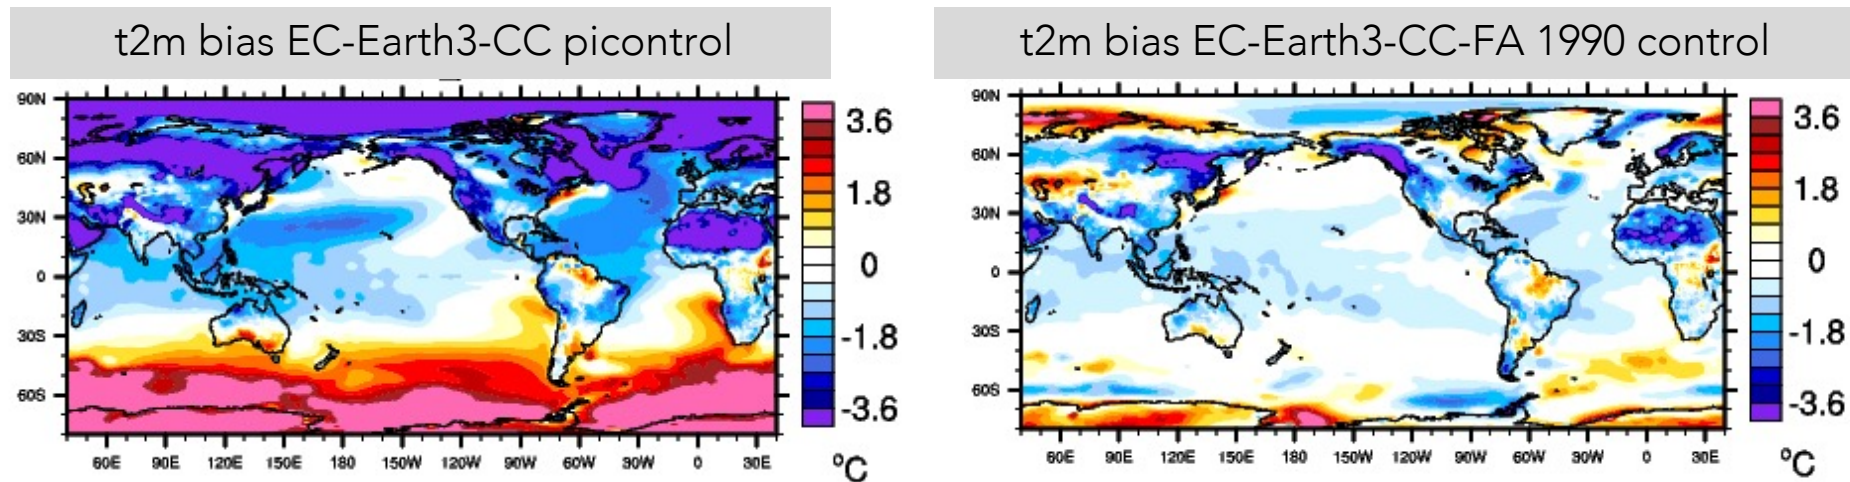 t2m bias EC-Earth3-CC picontrol
90N
60N
30N
0
30S
60S
60E 90E 120E 150E 180 150W 120W 90W 60W 30W 0 30E
3.6
1.8
0
-1.8
-3.6
°C
t2m bias EC-Earth3-CC-FA 1990 control
90N
60N
30N
0
30S
60S
60E 90E 120E 150E 180 150W 120W 90W 60W 30W 0 30E
3.6
1.8
0
-1.8
-3.6
°C